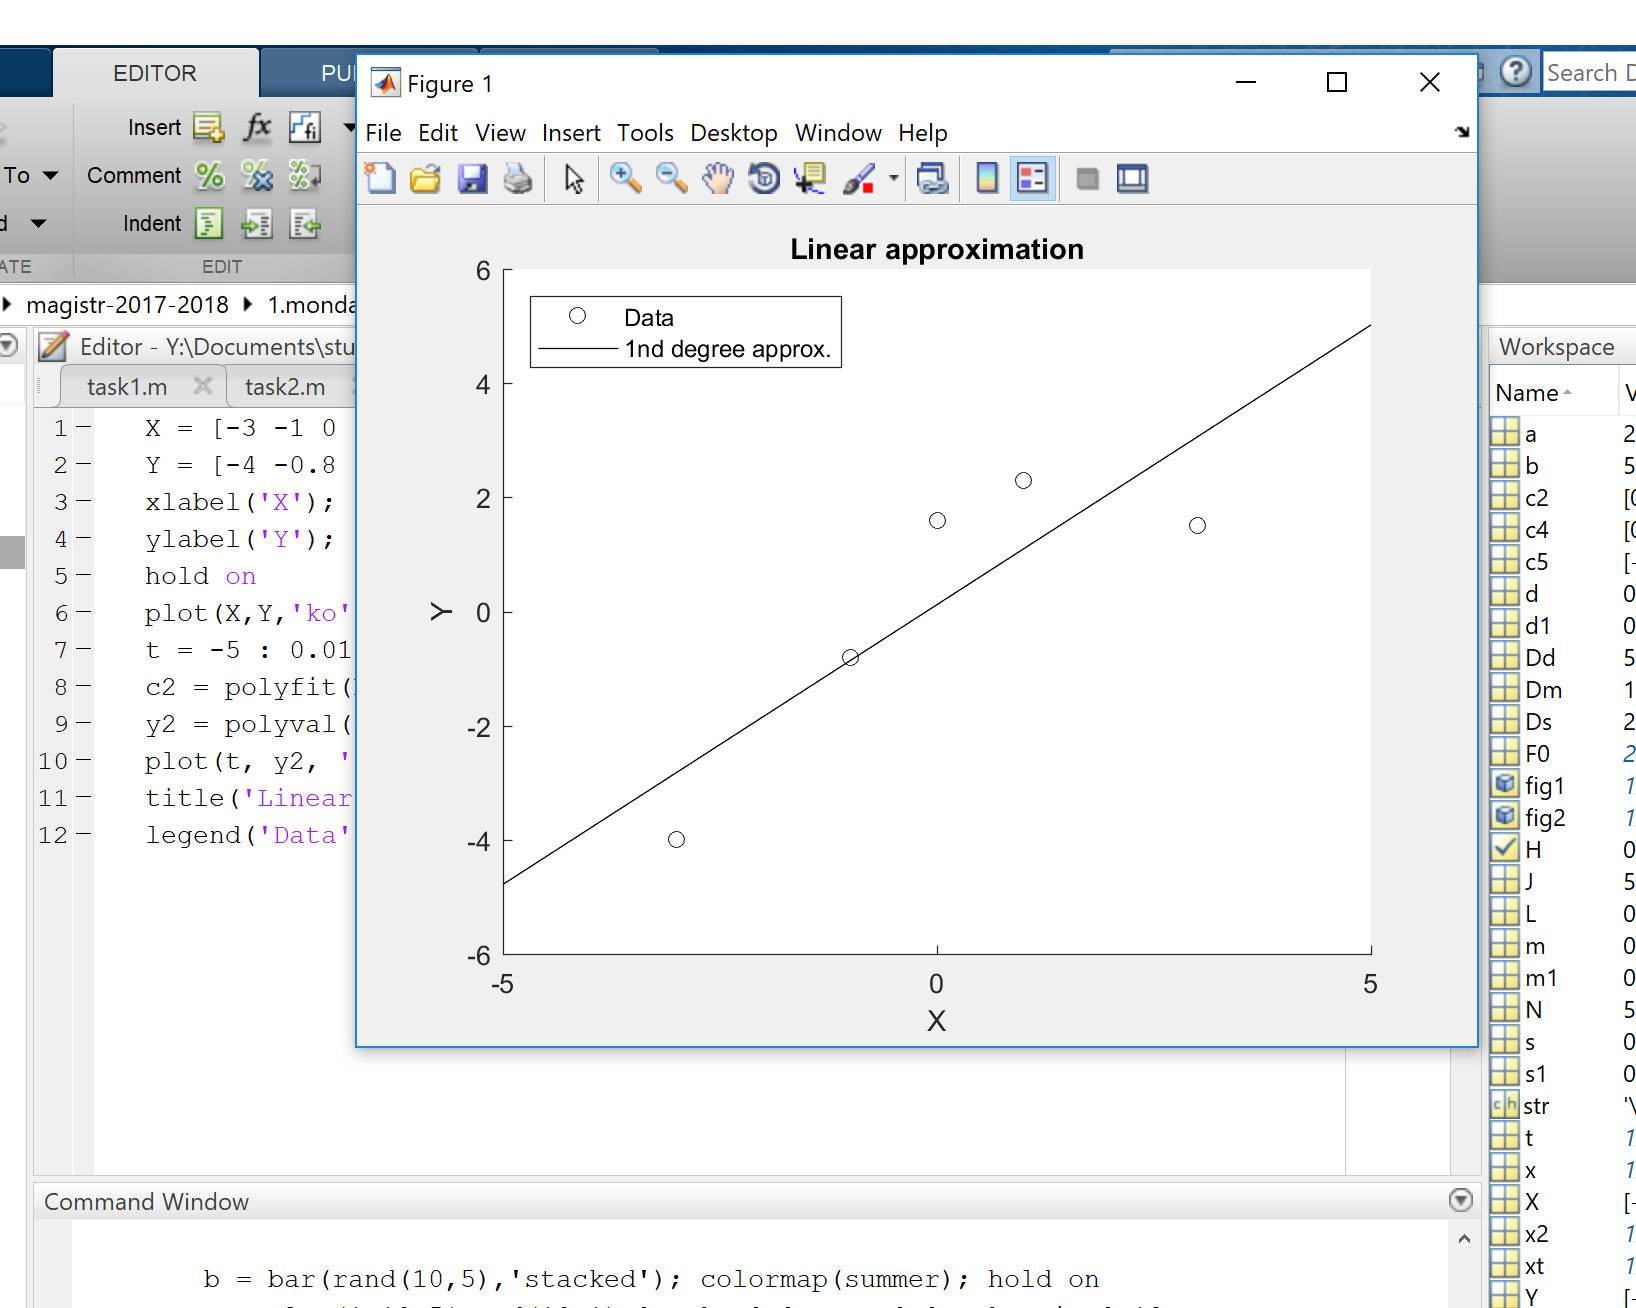 EDITOR
Search
Insert fx fi
To
Comment
Indent
EDIT
magistr-2017-2018
Editor - Y:\Documents\stu
task1.m
task2.m
1 X = [-3 -1 0
2 Y = [-4 -0.8
3 xlabel('X');
4 ylabel('Y');
5 hold on
6 plot(X,Y,'ko'
7 t = -5 : 0.01
8 c2 = polyfit(
9 y2 = polyval(
10 plot(t, y2, '
11 title('Linear
12 legend('Data'
Figure 1
File Edit View Insert Tools Desktop Window Help
Linear approximation
Data
1nd degree approx.
6
4
2
0
-2
-4
-6
Y
-5 0 5
X
Workspace
Name
a 2
b 5
c2 [0
c4 [0
c5 [-
d 0
d1 0
Dd 5
Dm 1
Ds 2
F0 2
fig1 1
fig2 1
H 0
J 5
L 0
m 0
m1 0
N 5
s 0
s1 0
ch str
t 1
x 1
X [-
x2 1
xt 1
Y [-
Command Window
b = bar(rand(10,5),'stacked'); colormap(summer); hold on